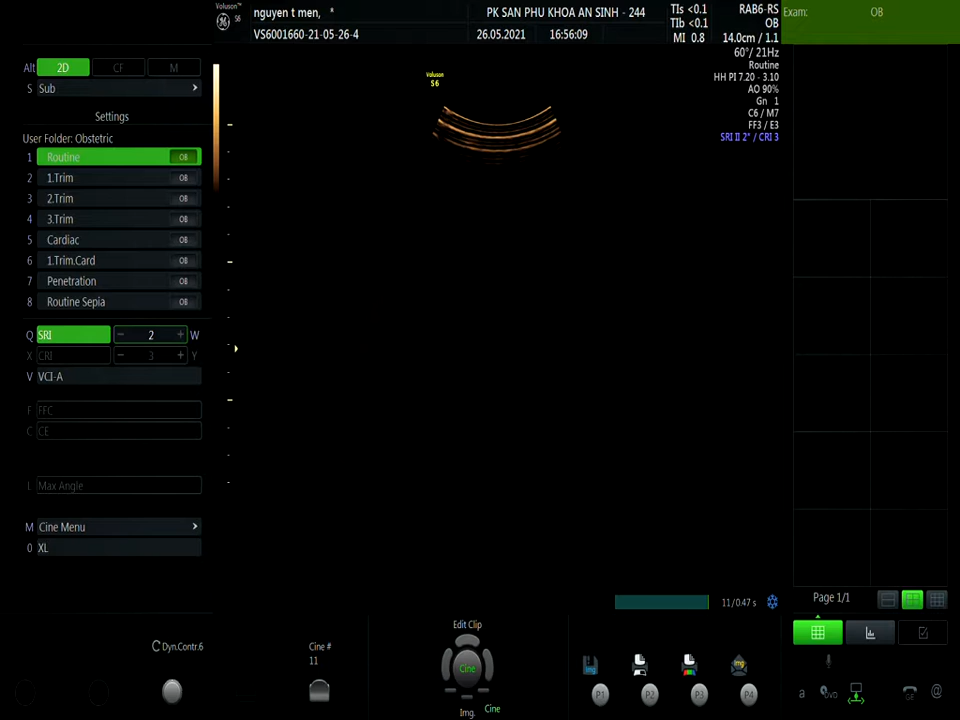 Voluson™
S6
nguyen t men, *
PK SAN PHU KHOA AN SINH - 244
VS6001660-21-05-26-4
26.05.2021
16:56:09
TIs <0.1
TIb <0.1
MI 0.8
RAB6-RS
OB
14.0cm / 1.1
60°/ 21Hz
Routine
HH PI 7.20 - 3.10
AO 90%
Gn 1
C6 / M7
FF3 / E3
SRI II 2" / CRI 3
Exam: OB
Voluson
S6
Alt 2D CF M
S Sub >
Settings
User Folder: Obstetric
1 Routine OB
2 1.Trim OB
3 2.Trim OB
4 3.Trim OB
5 Cardiac OB
6 1.Trim.Card OB
7 Penetration OB
8 Routine Sepia OB
Q SRI − 2 + W
X CRI − 3 + Y
V VCI-A
F FFC
C CE
L Max Angle
M Cine Menu >
0 XL
11/0.47 s
Page 1/1
C Dyn.Contr.6
Cine #
11
Edit Clip
Cine
Img.
Cine
P1
P2
P3
P4
a
DVD
@